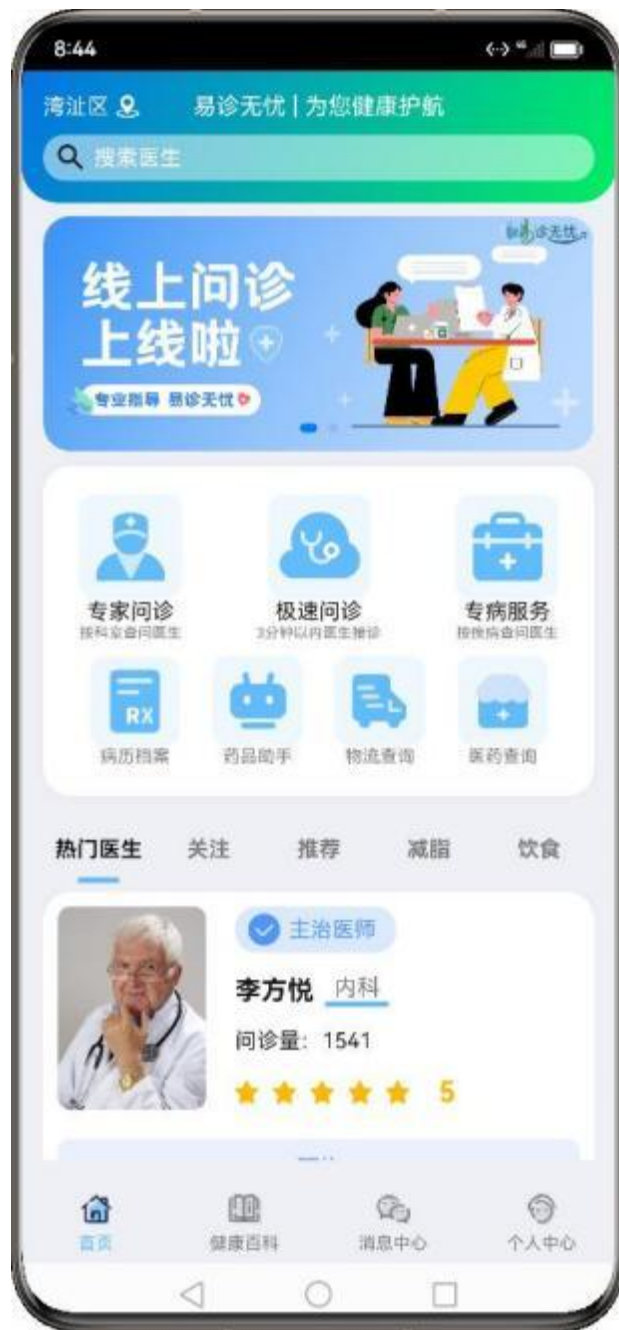 8:44
湾沚区
易诊无忧 | 为您健康护航
搜索医生
易诊无忧
线上问诊
上线啦
专业指导 易诊无忧
专家问诊
极速问诊
专病服务
按科室查问医生
3分钟以内医生接诊
按疾病查问医生
RX
病历档案
药品助手
物流查询
医药查询
热门医生
关注
推荐
减脂
饮食
主治医师
李方悦 内科
问诊量: 1541
5
首页
健康百科
消息中心
个人中心